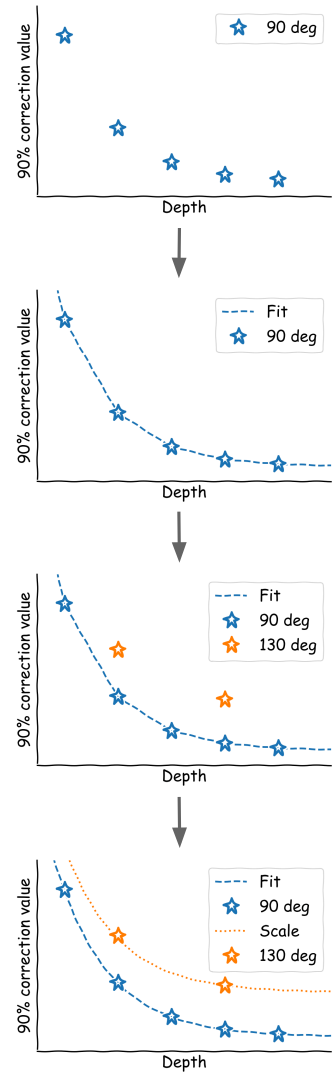 90% correction value
90 deg
Depth
90% correction value
Fit
90 deg
Depth
90% correction value
Fit
90 deg
130 deg
Depth
90% correction value
Fit
90 deg
Scale
130 deg
Depth